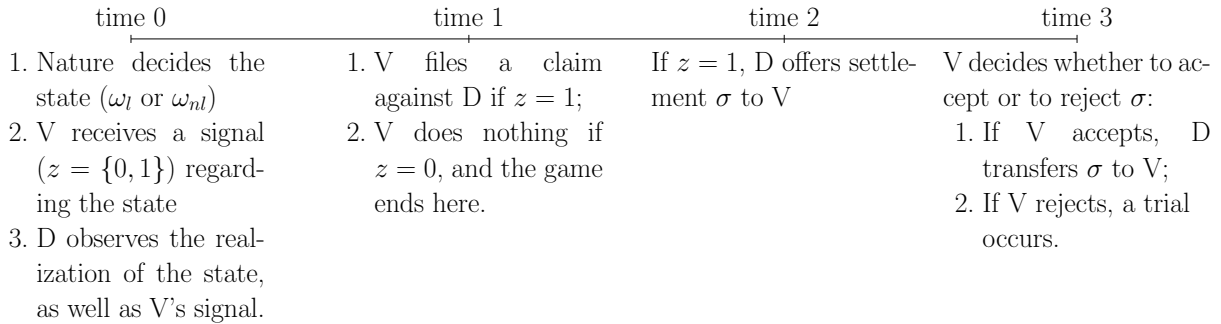 time 0
1. Nature decides the
state (ω_l or ω_nl)
2. V receives a signal
(z = {0, 1}) regard-
ing the state
3. D observes the real-
ization of the state,
as well as V's signal.
time 1
1. V files a claim
against D if z = 1;
2. V does nothing if
z = 0, and the game
ends here.
time 2
If z = 1, D offers settle-
ment σ to V
time 3
V decides whether to ac-
cept or to reject σ:
1. If V accepts, D
transfers σ to V;
2. If V rejects, a trial
occurs.